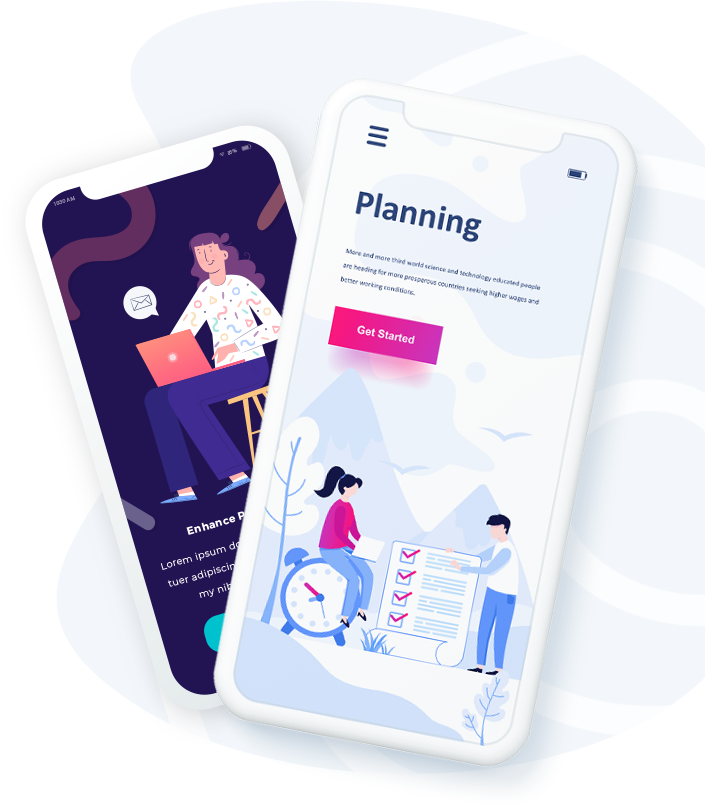 10:20 AM
Enhance
Lorem ipsum
tuer adipiscin
my nib
Planning
More and more third world science and technology educated people
are heading for more prosperous countries seeking higher wages and
better working conditions.
Get Started